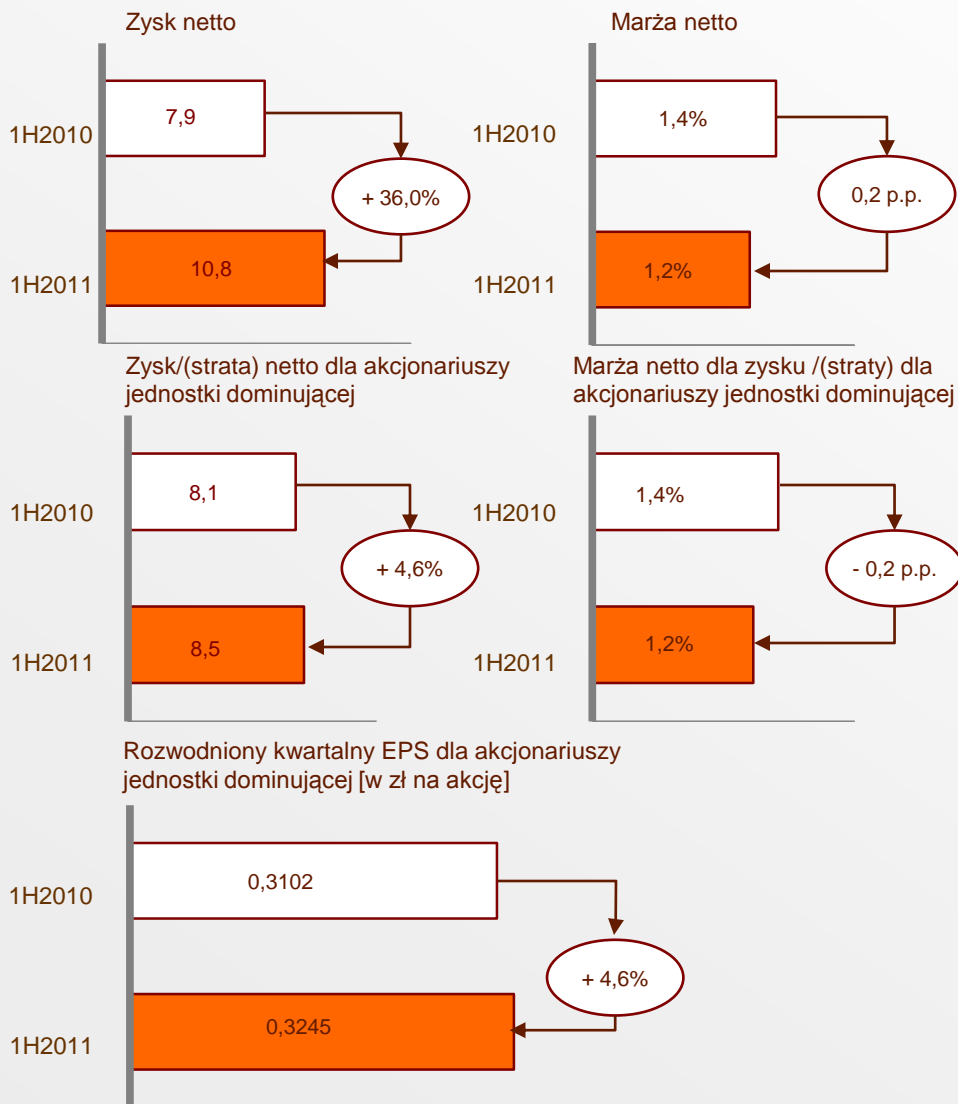 Zysk netto
1H2010
7,9
+ 36,0%
1H2011
10,8
Marża netto
1H2010
1,4%
0,2 p.p.
1H2011
1,2%
Zysk/(strata) netto dla akcjonariuszy
jednostki dominującej
1H2010
8,1
+ 4,6%
1H2011
8,5
Marża netto dla zysku /(straty) dla
akcjonariuszy jednostki dominującej
1H2010
1,4%
- 0,2 p.p.
1H2011
1,2%
Rozwodniony kwartalny EPS dla akcjonariuszy
jednostki dominującej [w zł na akcję]
1H2010
0,3102
+ 4,6%
1H2011
0,3245